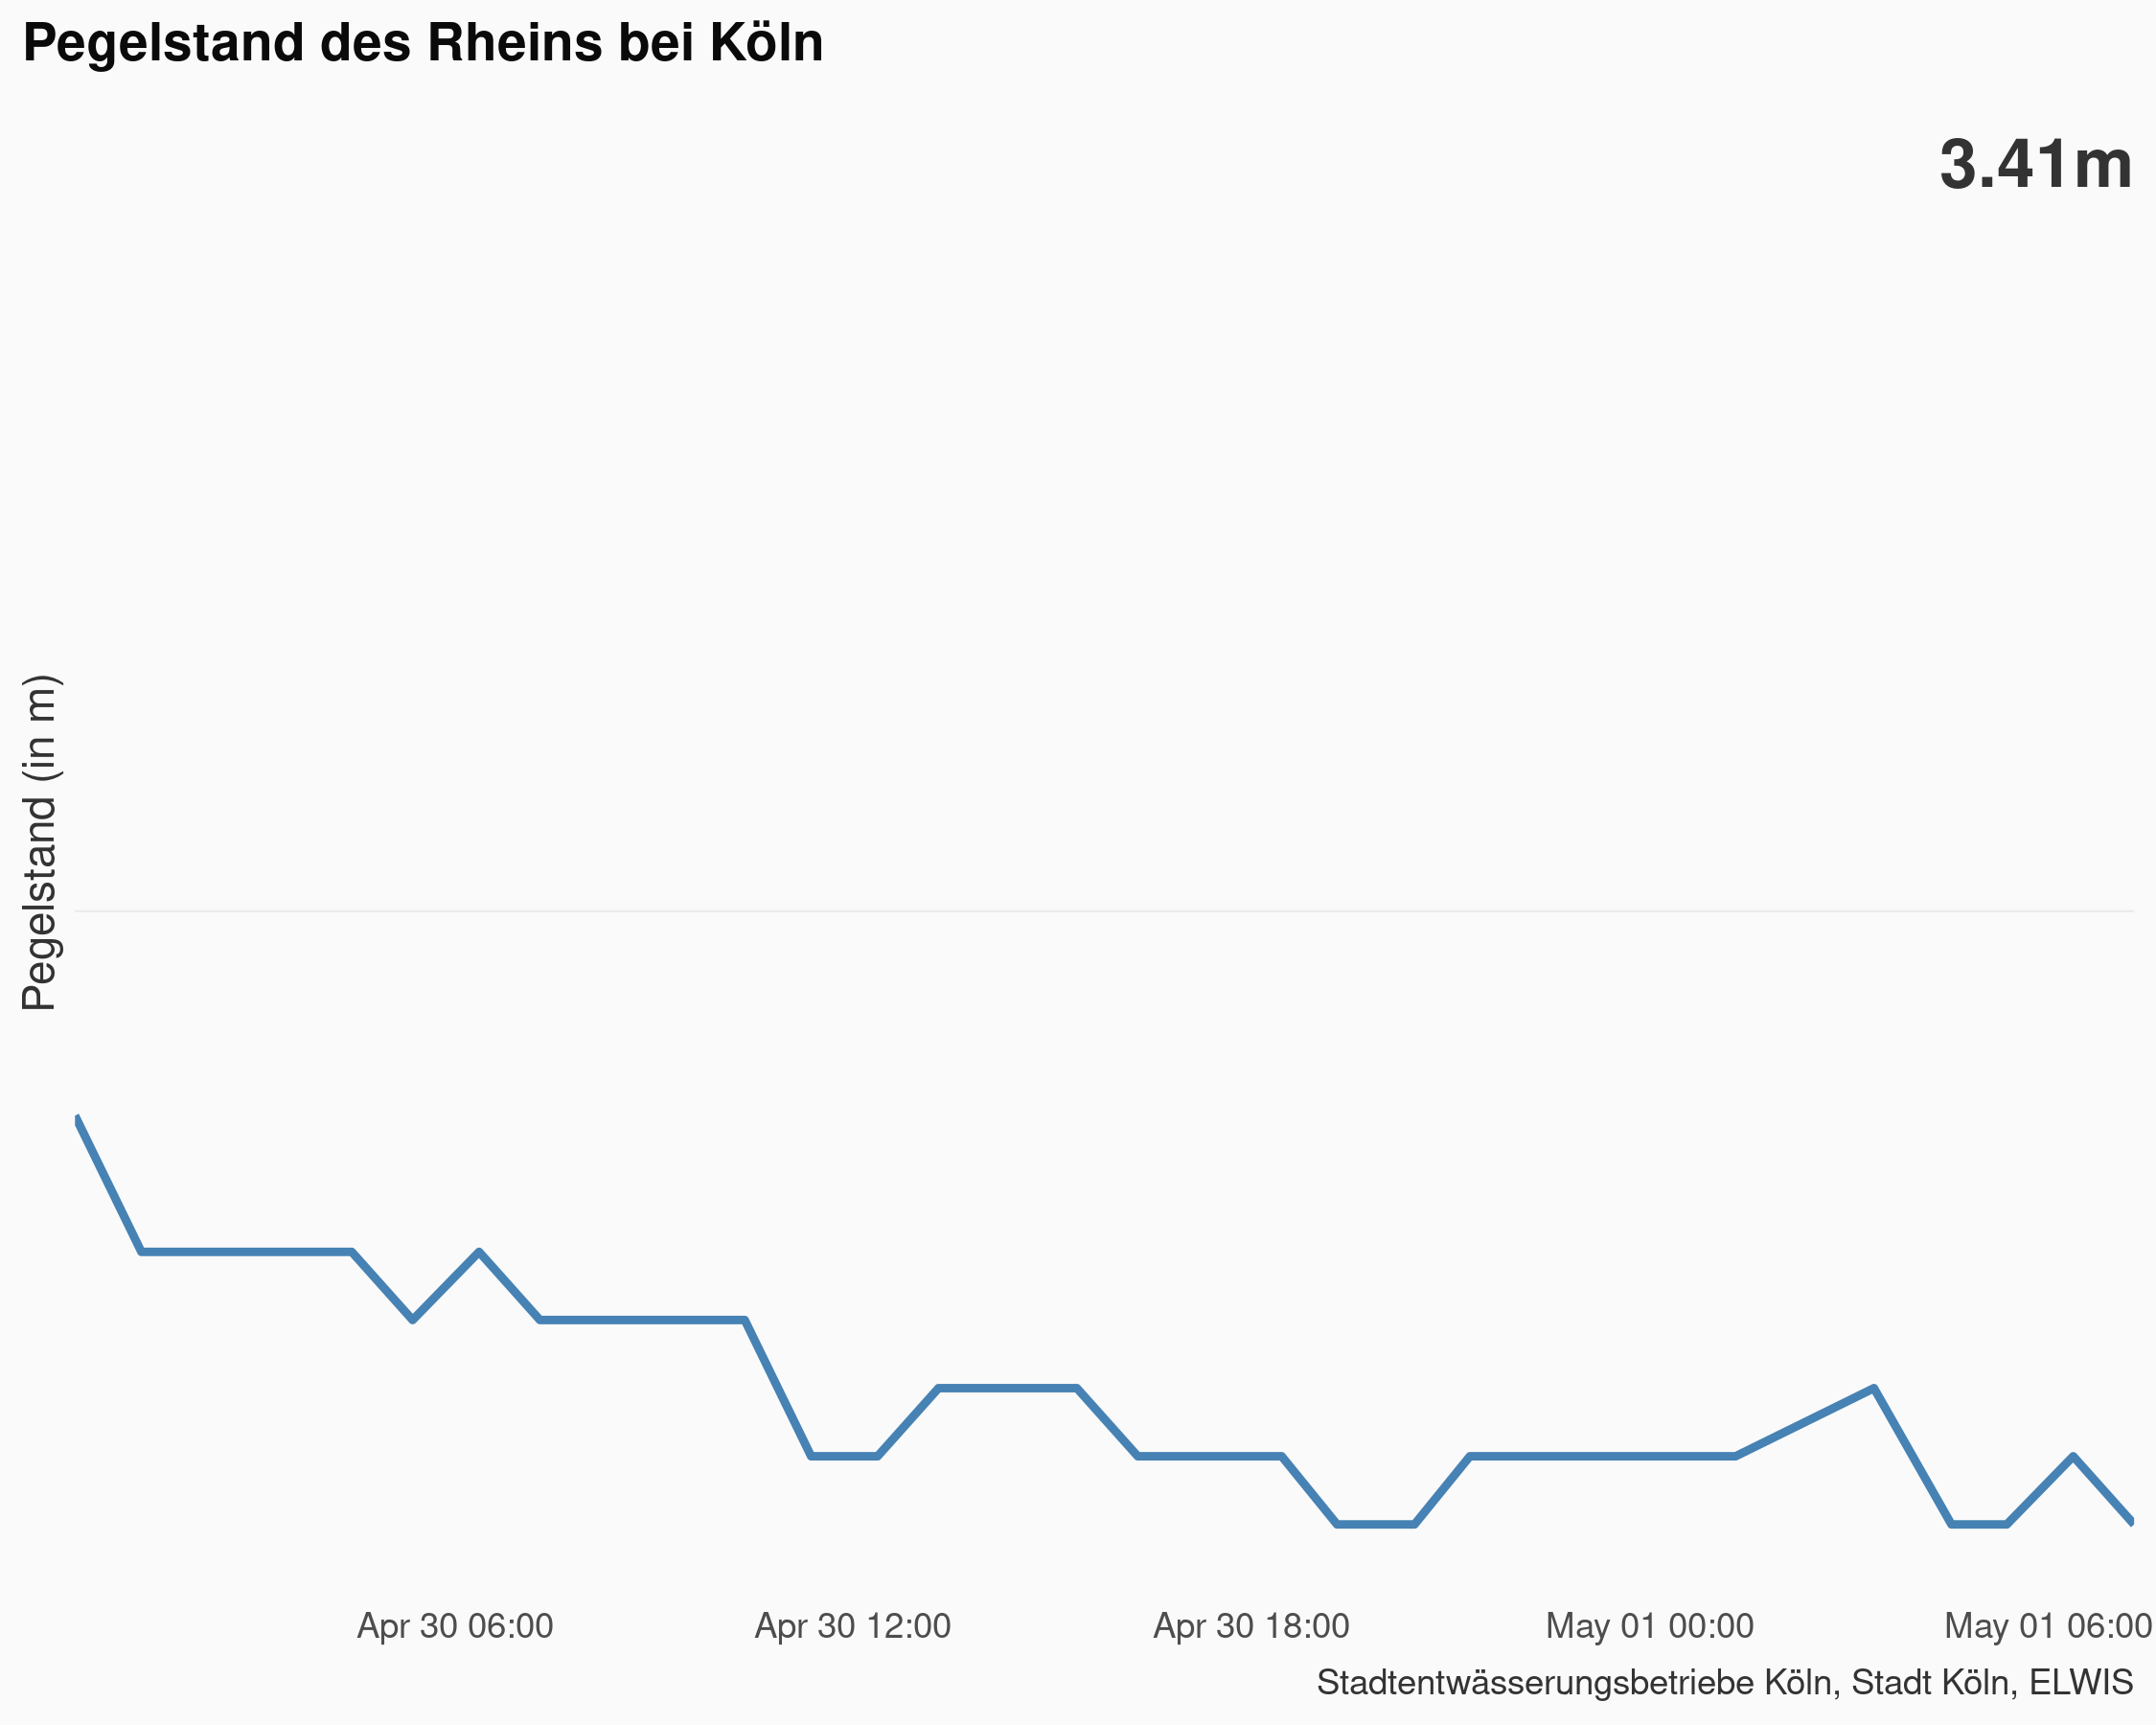 Pegelstand des Rheins bei Köln
3.41m
Pegelstand (in m)
Apr 30 06:00
Apr 30 12:00
Apr 30 18:00
May 01 00:00
May 01 06:00
Stadtentwässerungsbetriebe Köln, Stadt Köln, ELWIS